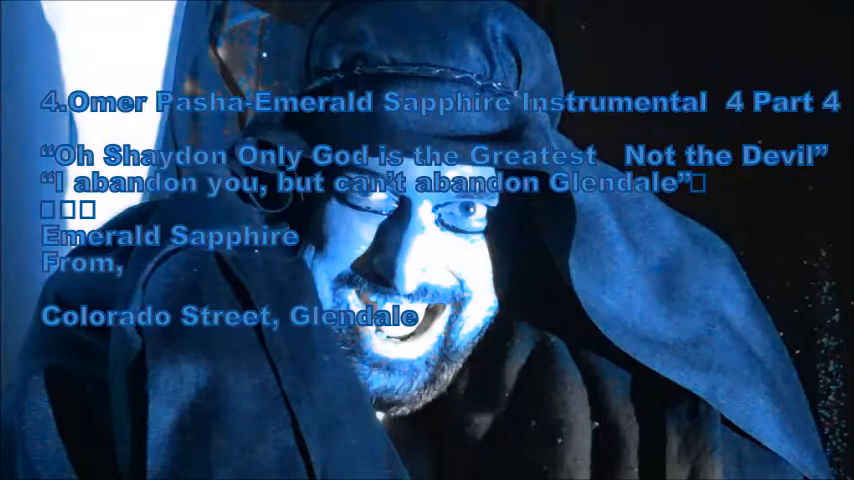 4.Omer Pasha-Emerald Sapphire Instrumental 4 Part 4
“Oh Shaydon Only God is the Greatest Not the Devil”
“I abandon you, but can’t abandon Glendale”
Emerald Sapphire
From,
Colorado Street, Glendale